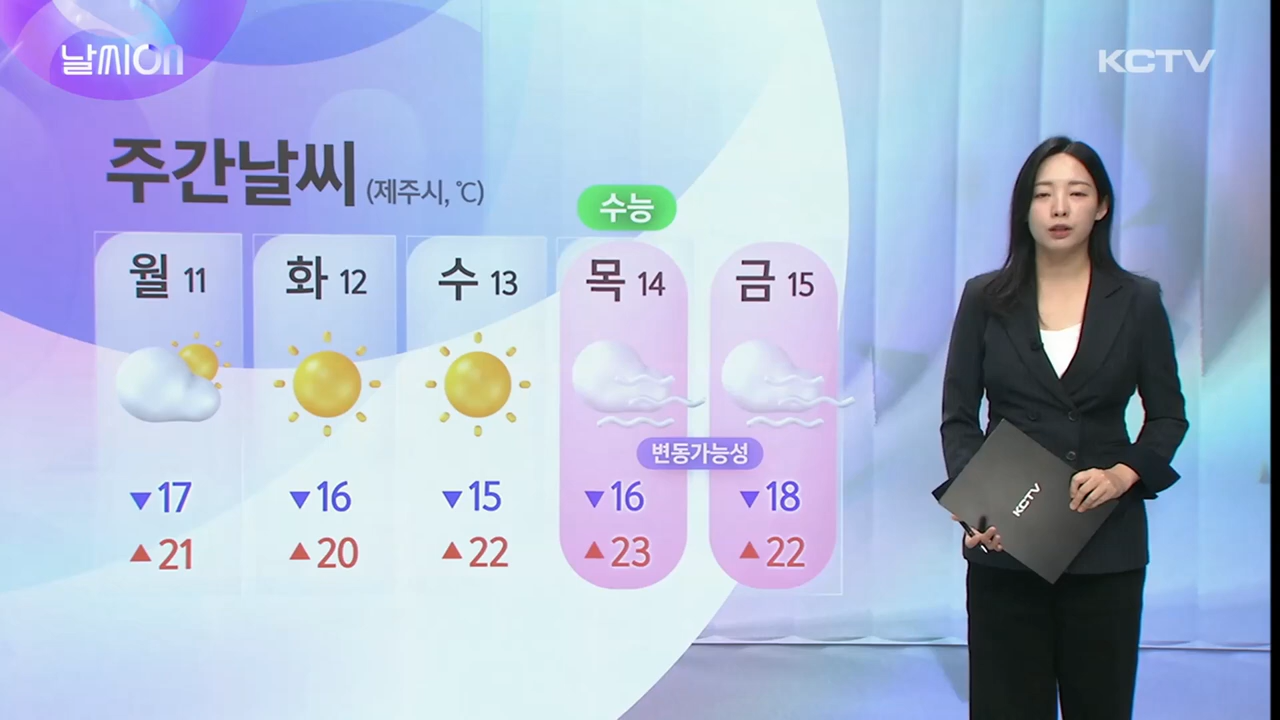 날씨On
KCTV
주간날씨 (제주시, ℃)
수능
월 11
화 12
수 13
목 14
금 15
변동가능성
▼17
▼16
▼15
▼16
▼18
▲21
▲20
▲22
▲23
▲22
KCTV